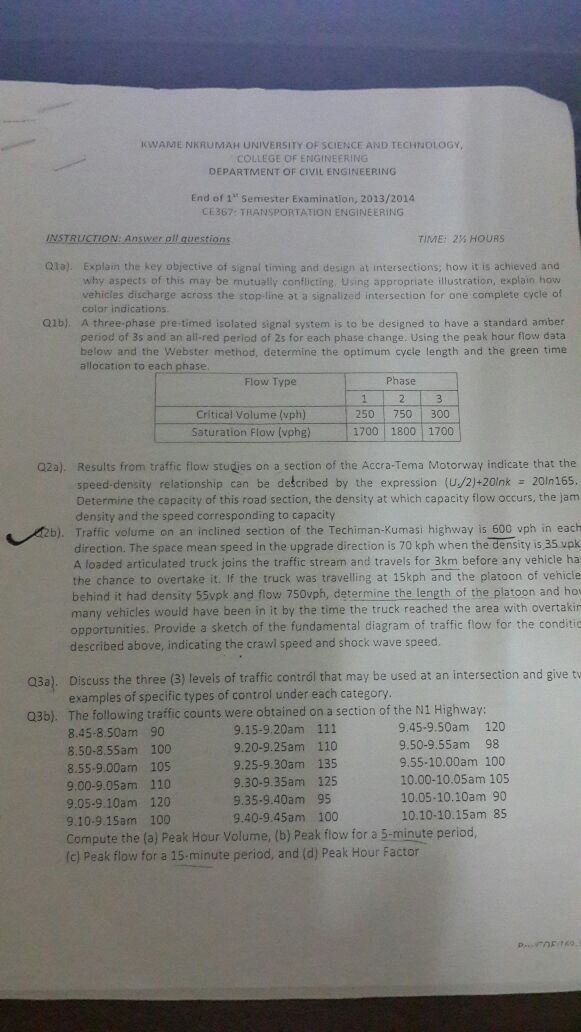 KWAME NKRUMAH UNIVERSITY OF SCIENCE AND TECHNOLOGY,
COLLEGE OF ENGINEERING
DEPARTMENT OF CIVIL ENGINEERING
End of 1st Semester Examination, 2013/2014
CE367: TRANSPORTATION ENGINEERING
INSTRUCTION: Answer all questions TIME: 2½ HOURS
Q1a). Explain the key objective of signal timing and design at intersections; how it is achieved and
why aspects of this may be mutually conflicting. Using appropriate illustration, explain how
vehicles discharge across the stop-line at a signalized intersection for one complete cycle of
color indications.
Q1b). A three-phase pre-timed isolated signal system is to be designed to have a standard amber
period of 3s and an all-red period of 2s for each phase change. Using the peak hour flow data
below and the Webster method, determine the optimum cycle length and the green time
allocation to each phase.
Flow Type Phase
1 2 3
Critical Volume (vph) 250 750 300
Saturation Flow (vphg) 1700 1800 1700
Q2a). Results from traffic flow studies on a section of the Accra-Tema Motorway indicate that the
speed-density relationship can be described by the expression (Us/2)+20lnk = 20ln165.
Determine the capacity of this road section, the density at which capacity flow occurs, the jam
density and the speed corresponding to capacity
Q2b). Traffic volume on an inclined section of the Techiman-Kumasi highway is 600 vph in each
direction. The space mean speed in the upgrade direction is 70 kph when the density is 35 vpk
A loaded articulated truck joins the traffic stream and travels for 3km before any vehicle ha
the chance to overtake it. If the truck was travelling at 15kph and the platoon of vehicle
behind it had density 55vpk and flow 750vph, determine the length of the platoon and ho
many vehicles would have been in it by the time the truck reached the area with overtakin
opportunities. Provide a sketch of the fundamental diagram of traffic flow for the conditio
described above, indicating the crawl speed and shock wave speed.
Q3a). Discuss the three (3) levels of traffic control that may be used at an intersection and give tw
examples of specific types of control under each category.
Q3b). The following traffic counts were obtained on a section of the N1 Highway:
8.45-8.50am 90 9.15-9.20am 111 9.45-9.50am 120
8.50-8.55am 100 9.20-9.25am 110 9.50-9.55am 98
8.55-9.00am 105 9.25-9.30am 135 9.55-10.00am 100
9.00-9.05am 110 9.30-9.35am 125 10.00-10.05am 105
9.05-9.10am 120 9.35-9.40am 95 10.05-10.10am 90
9.10-9.15am 100 9.40-9.45am 100 10.10-10.15am 85
Compute the (a) Peak Hour Volume, (b) Peak flow for a 5-minute period,
(c) Peak flow for a 15-minute period, and (d) Peak Hour Factor